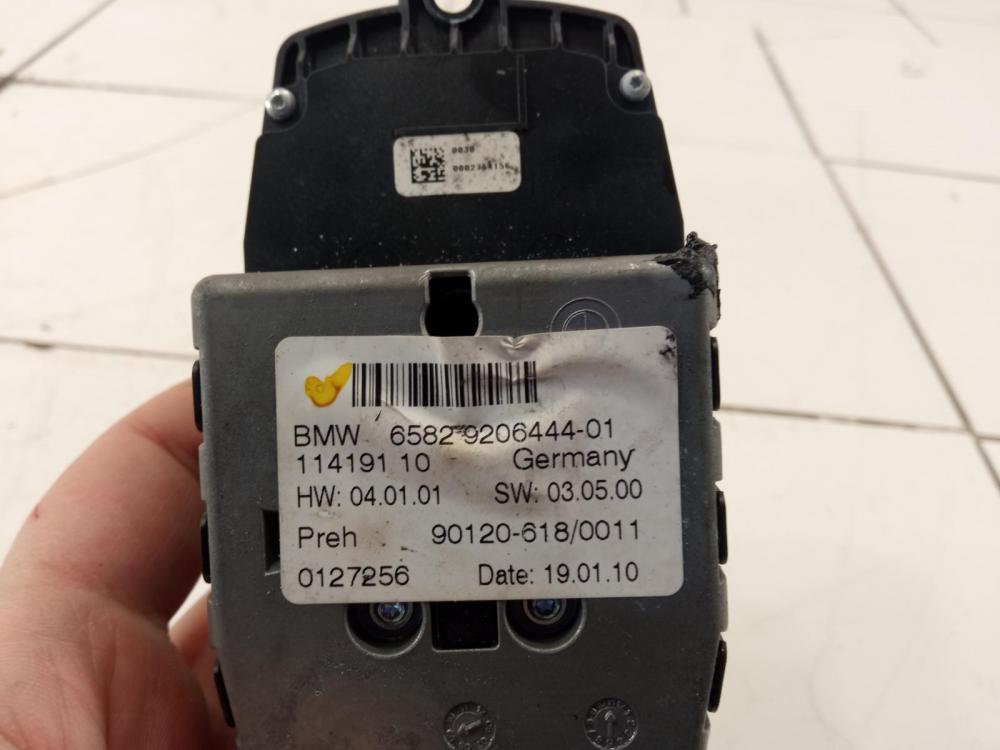 0030
BMW 6582 9206444-01
114191 10 Germany
HW: 04.01.01 SW: 03.05.00
Preh 90120-618/0011
0127256 Date: 19.01.10